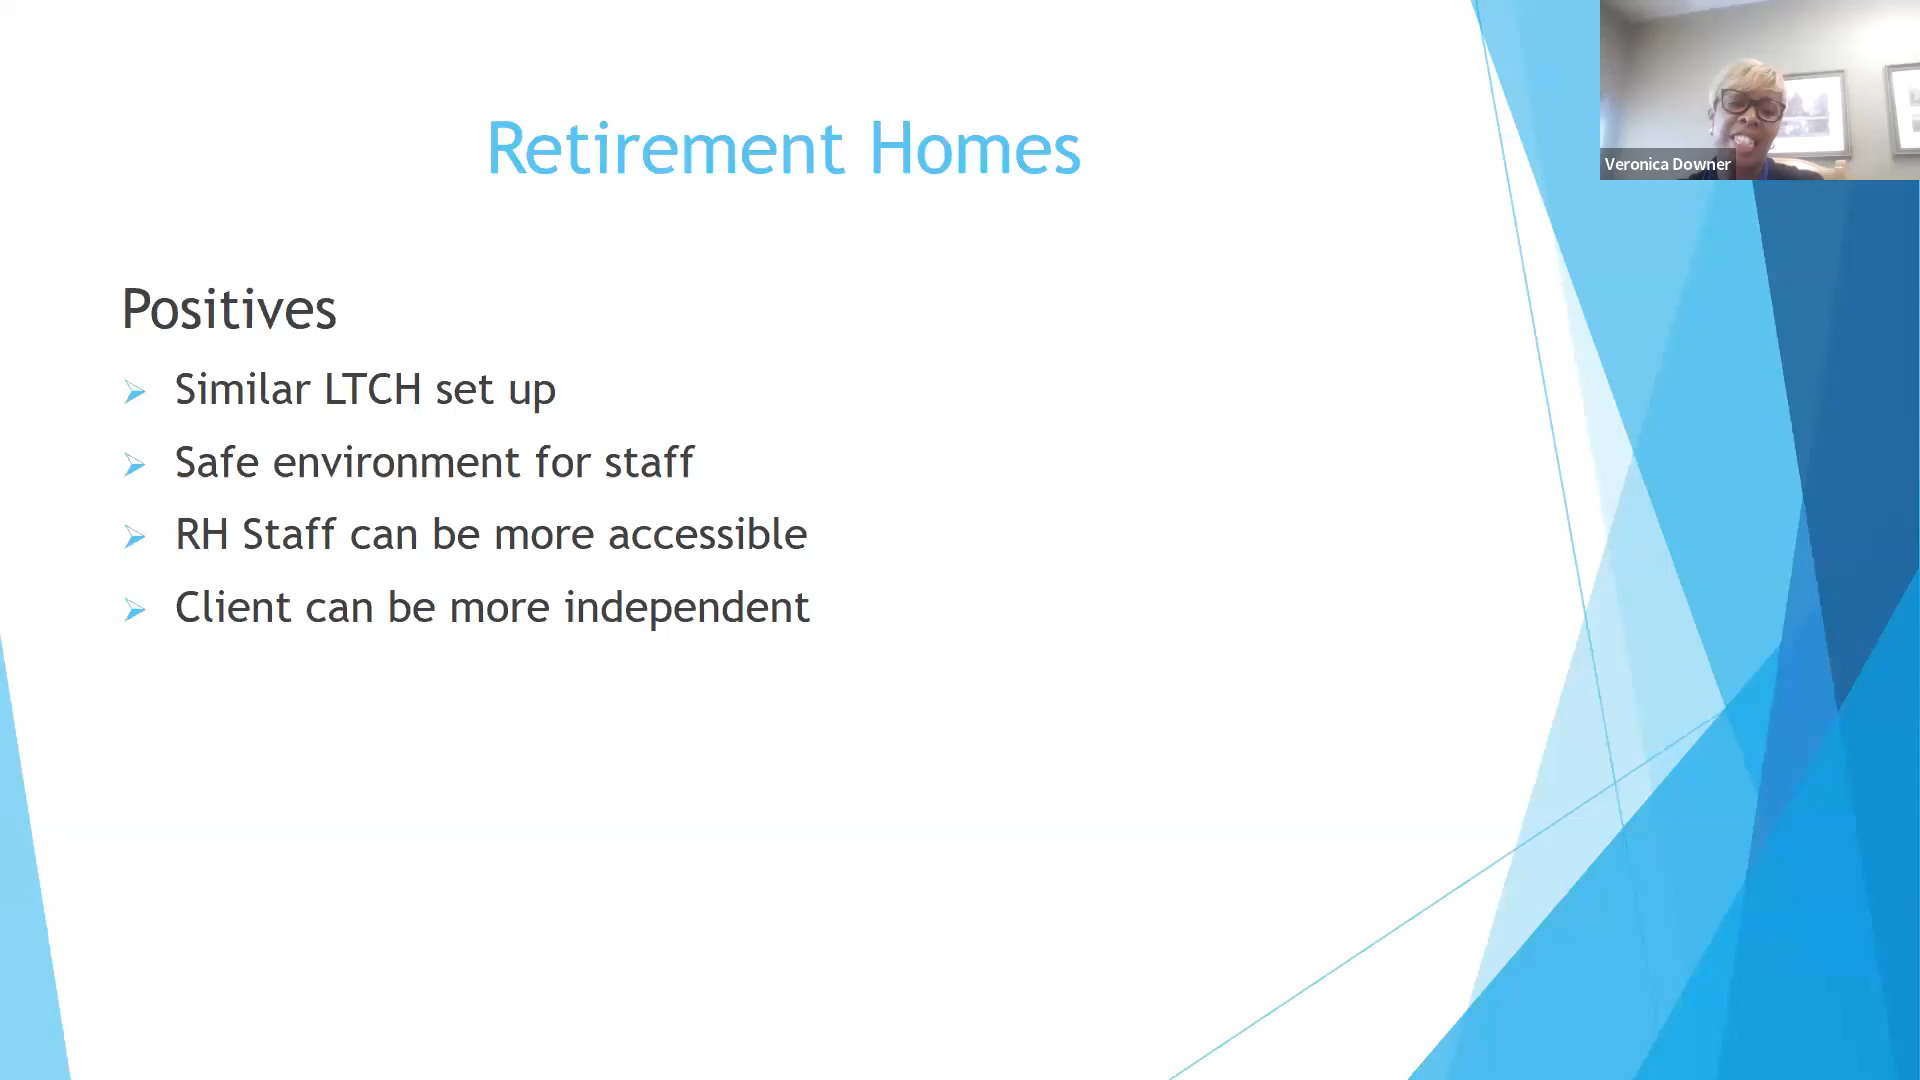 Retirement Homes
Veronica Downer
Positives
Similar LTCH set up
Safe environment for staff
RH Staff can be more accessible
Client can be more independent